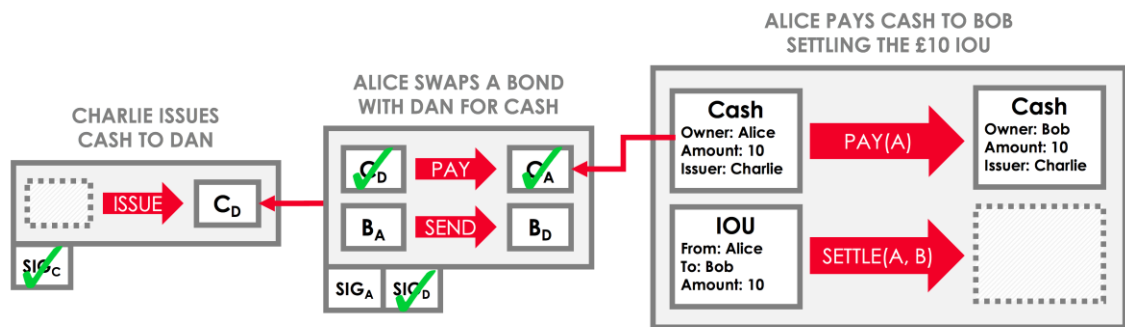 CHARLIE ISSUES
CASH TO DAN
ISSUE
CD
SIGC
ALICE SWAPS A BOND
WITH DAN FOR CASH
CD
PAY
CA
BA
SEND
BD
SIGA
SIGD
ALICE PAYS CASH TO BOB
SETTLING THE £10 IOU
Cash
Owner: Alice
Amount: 10
Issuer: Charlie
PAY(A)
Cash
Owner: Bob
Amount: 10
Issuer: Charlie
IOU
From: Alice
To: Bob
Amount: 10
SETTLE(A, B)